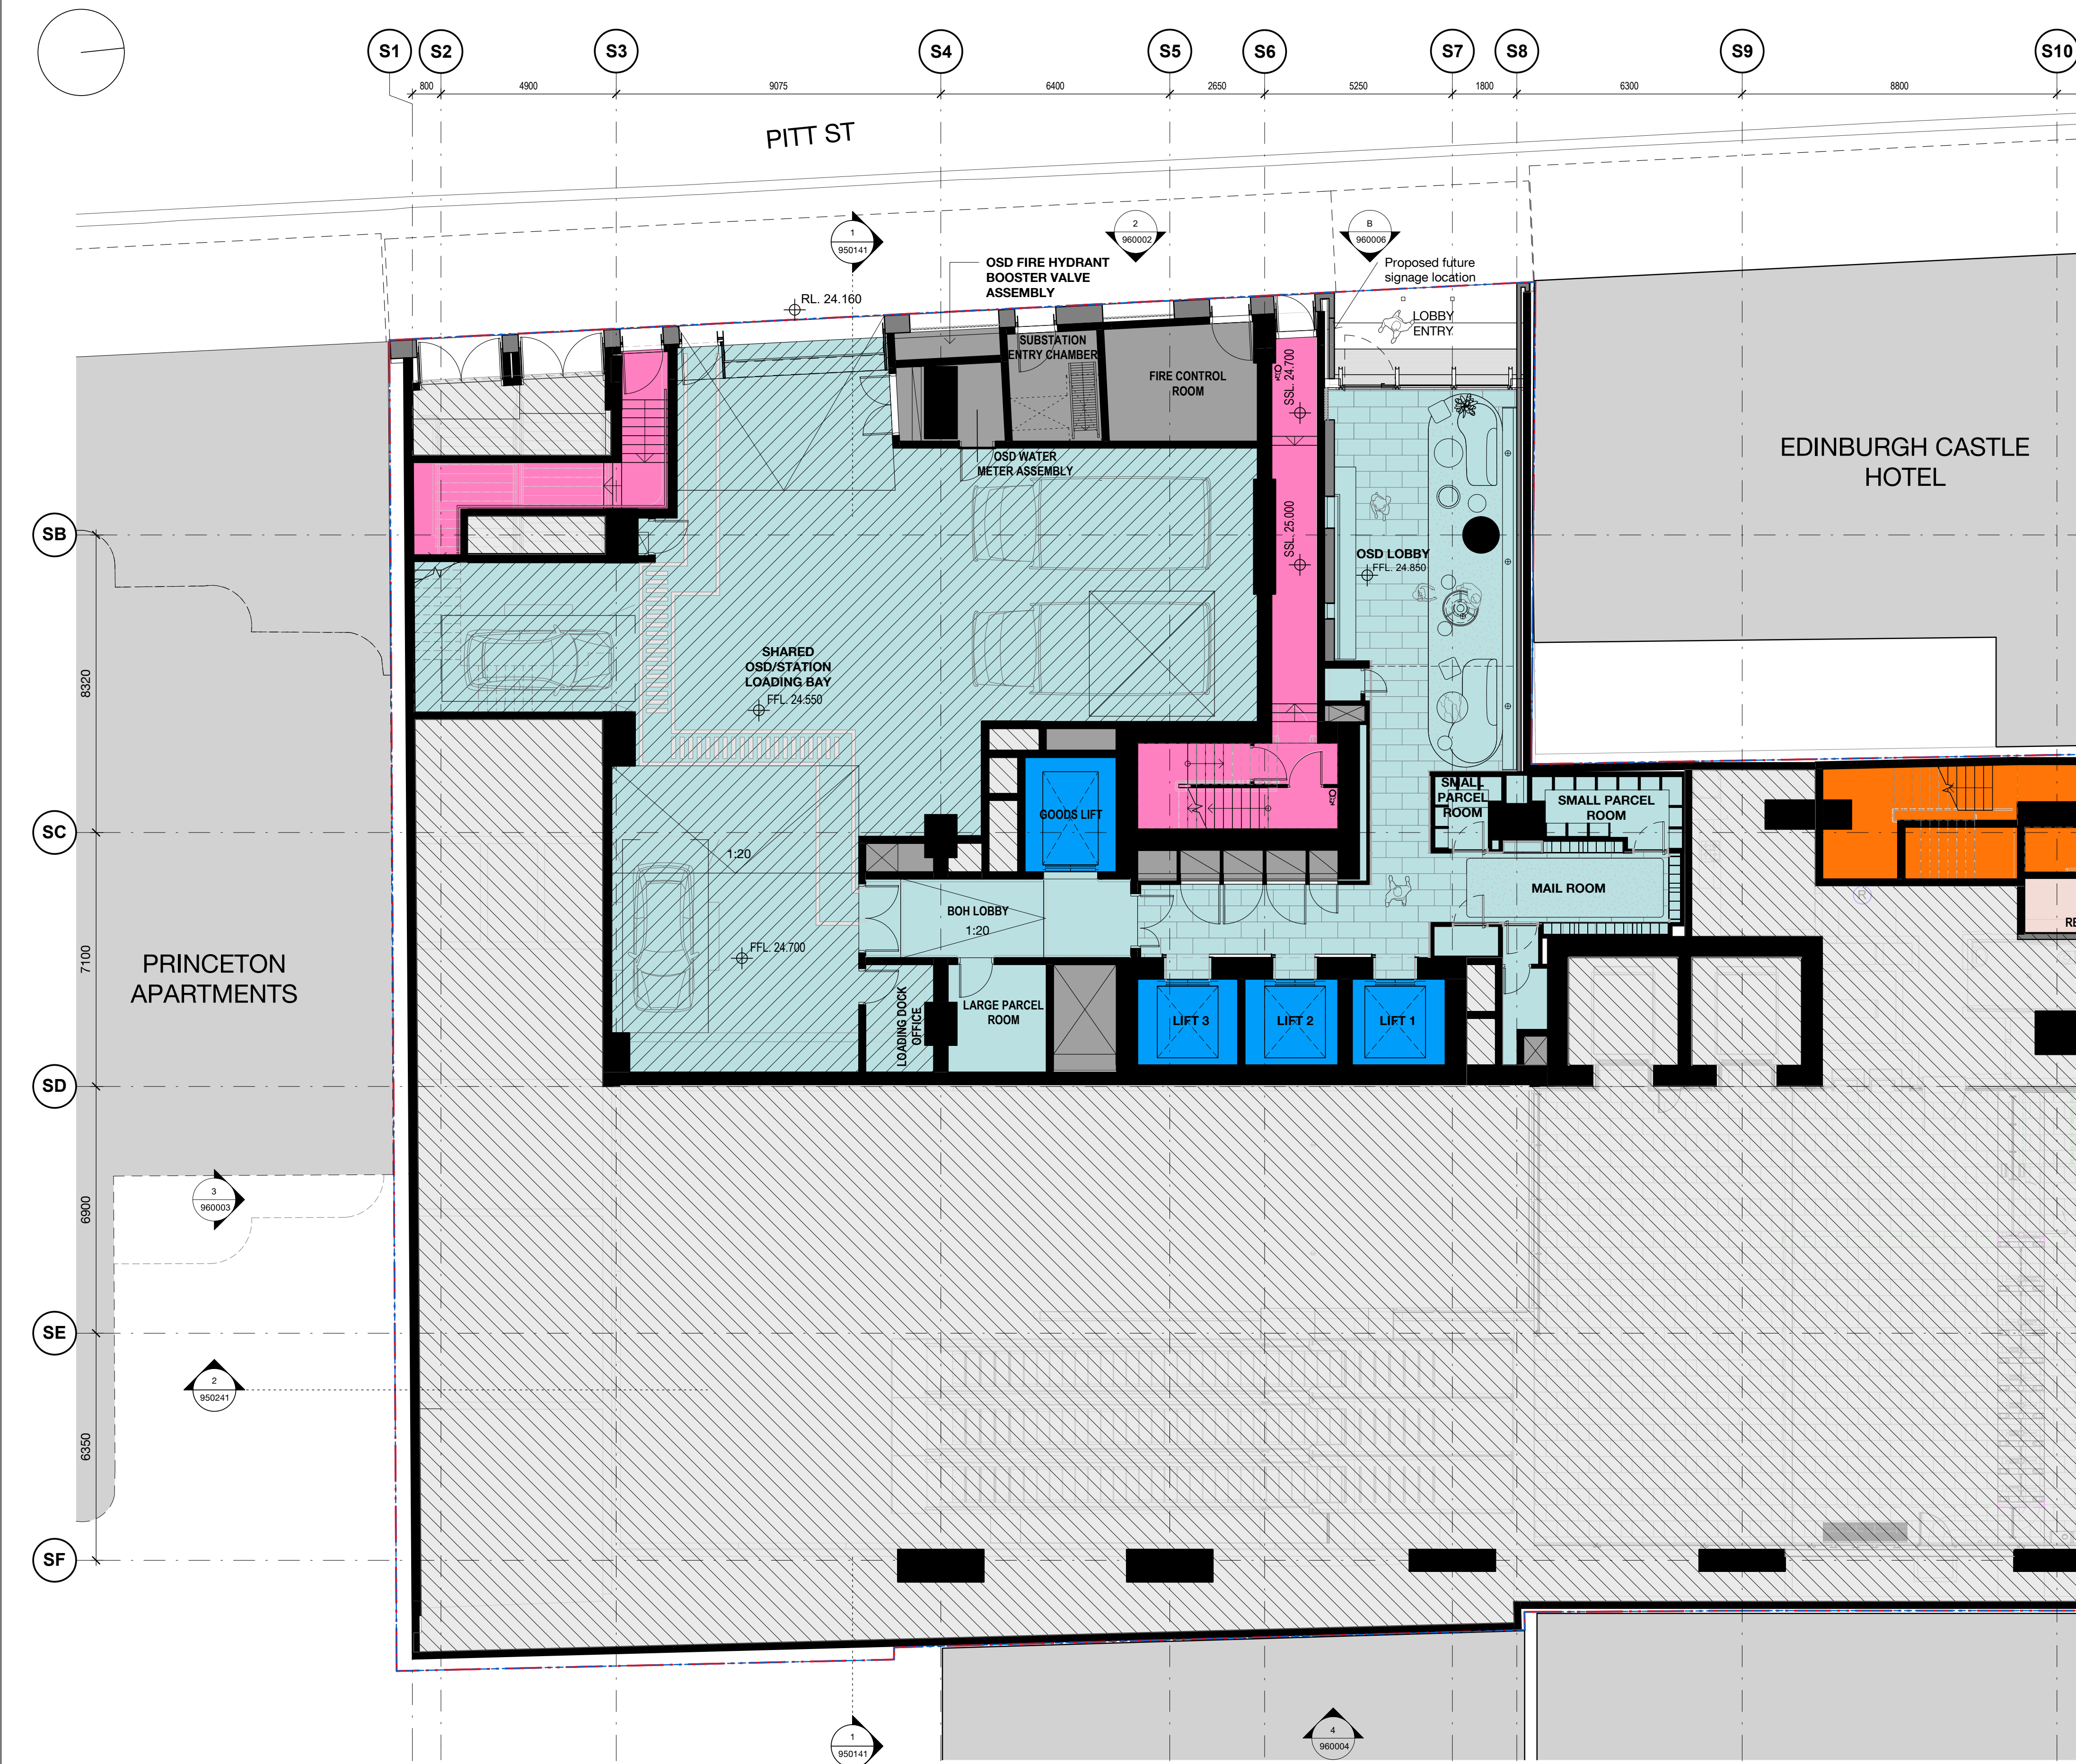 S1 S2 S3 S4 S5 S6 S7 S8 S9 S10
800 4900 9075 6400 2650 5250 1800 6300 8800
PITT ST
1
950141
2
960002
B
960006
OSD FIRE HYDRANT
BOOSTER VALVE
ASSEMBLY
Proposed future
signage location
RL. 24.160
LOBBY
ENTRY
SUBSTATION
ENTRY CHAMBER
FIRE CONTROL
ROOM
SSL. 24.700
OSD WATER
METER ASSEMBLY
EDINBURGH CASTLE
HOTEL
SB
SSL. 25.000
OSD LOBBY
FFL. 24.850
SHARED
OSD/STATION
LOADING BAY
FFL. 24.550
8320
SMALL
PARCEL
ROOM
SMALL PARCEL
ROOM
GOODS LIFT
SC
1:20
MAIL ROOM
R
RE
BOH LOBBY
1:20
FFL. 24.700
7100
PRINCETON
APARTMENTS
LOADING DOCK
OFFICE
LARGE PARCEL
ROOM
LIFT 3
LIFT 2
LIFT 1
SD
3
960003
6900
SE
2
950241
6350
SF
1
950141
4
960004